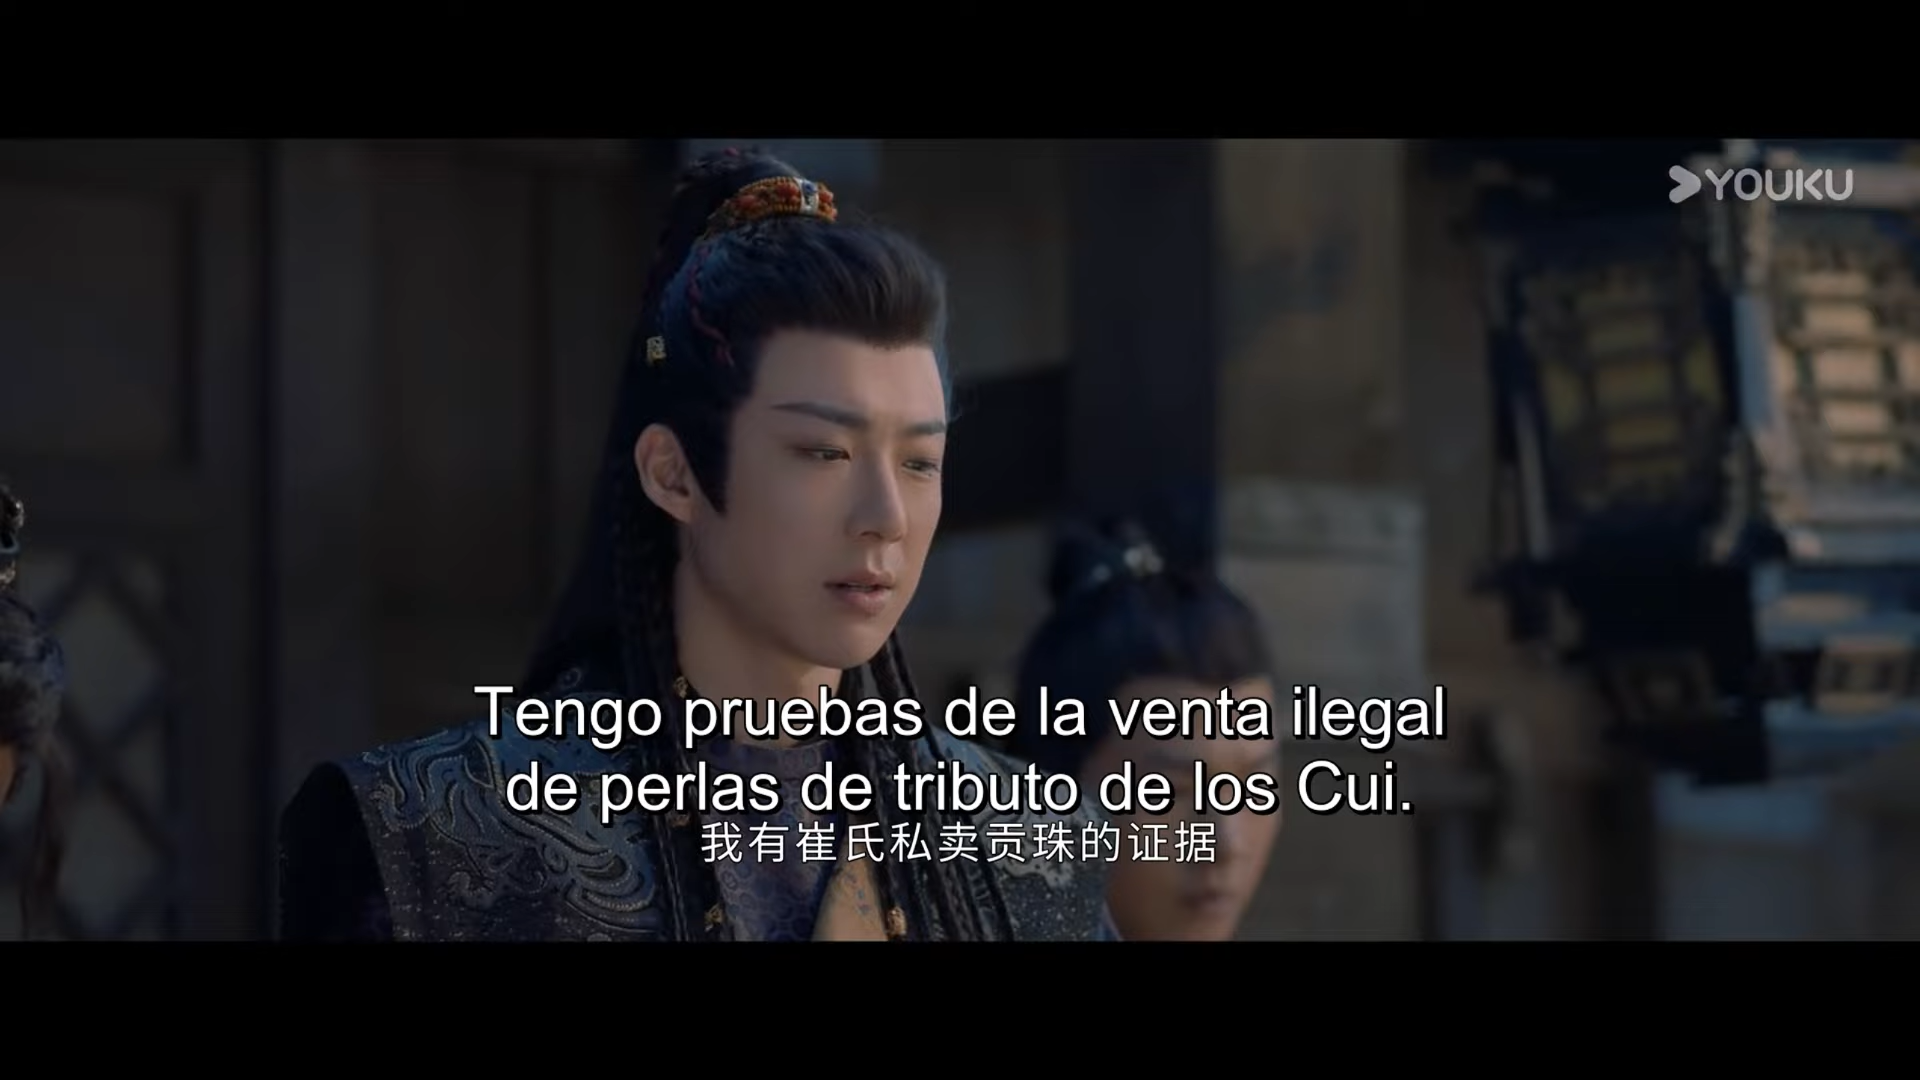 YOUKU
Tengo pruebas de la venta ilegal
de perlas de tributo de los Cui.
我有崔氏私卖贡珠的证据